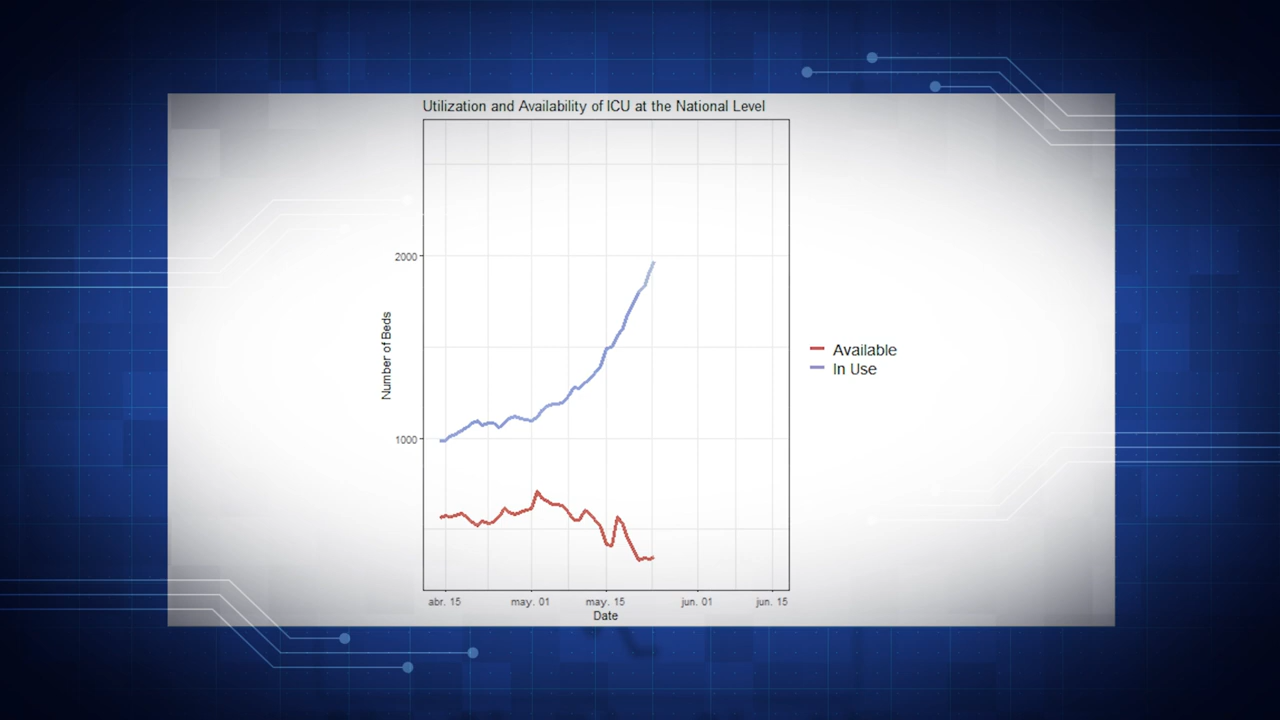 Utilization and Availability of ICU at the National Level
2000
1000
Number of Beds
abr. 15
may. 01
may. 15
jun. 01
jun. 15
Date
Available
In Use